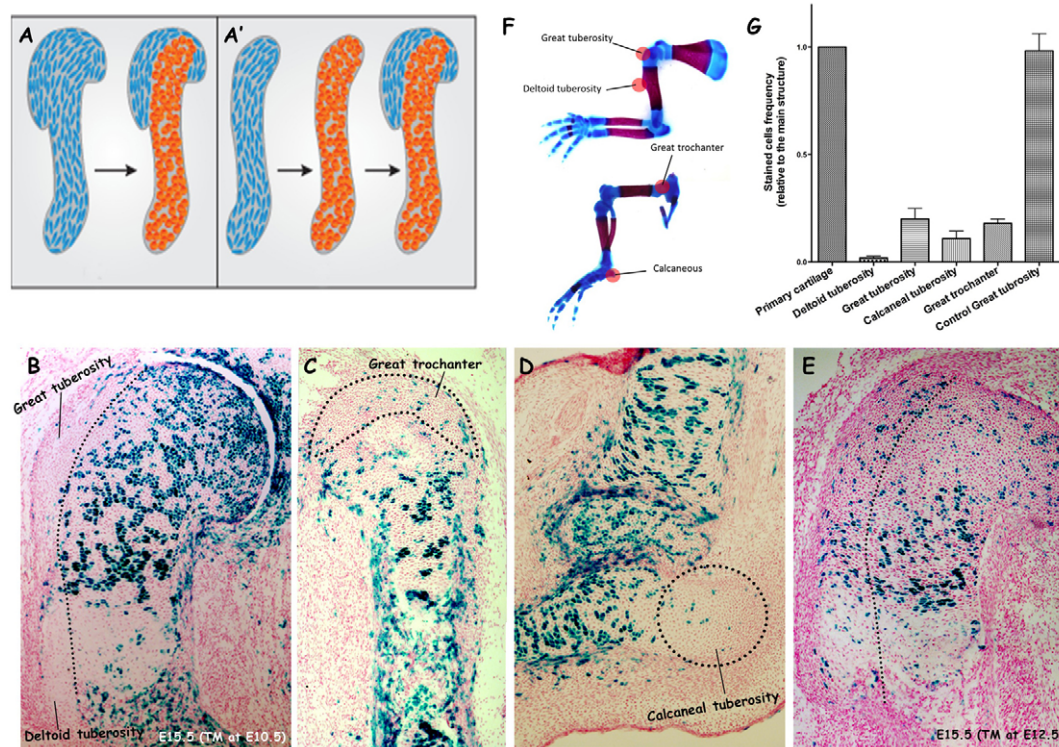 A
A'
F
Great tuberosity
Deltoid tuberosity
Great trochanter
Calcaneous
G
Stained cells frequency
(relative to the main structure)
1.0
0.5
0.0
Primary cartilage
Deltoid tuberosity
Great tuberosity
Calcaneal tuberosity
Great trochanter
Control Great tubrosity
B
Great tuberosity
Deltoid tuberosity
E15.5 (TM at E10.5)
C
Great trochanter
D
Calcaneal tuberosity
E
E15.5 (TM at E12.5